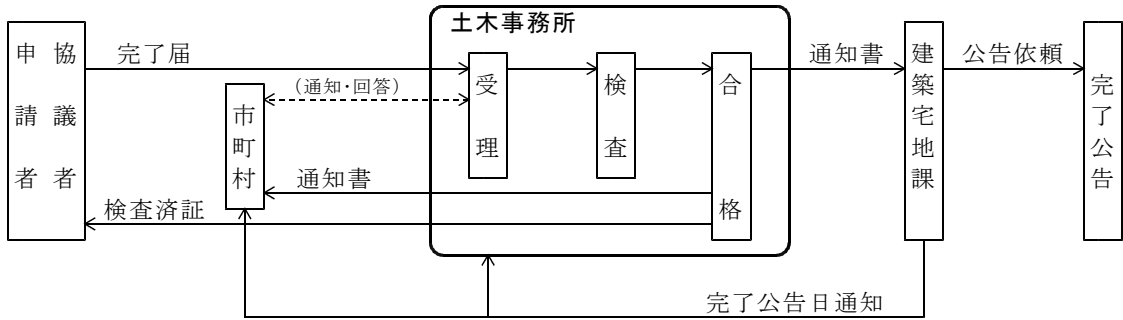 土木事務所
申請者
協議者
完了届
受理
検査
合格
通知書
建築宅地課
公告依頼
完了公告
(通知・回答)
市町村
通知書
検査済証
完了公告日通知